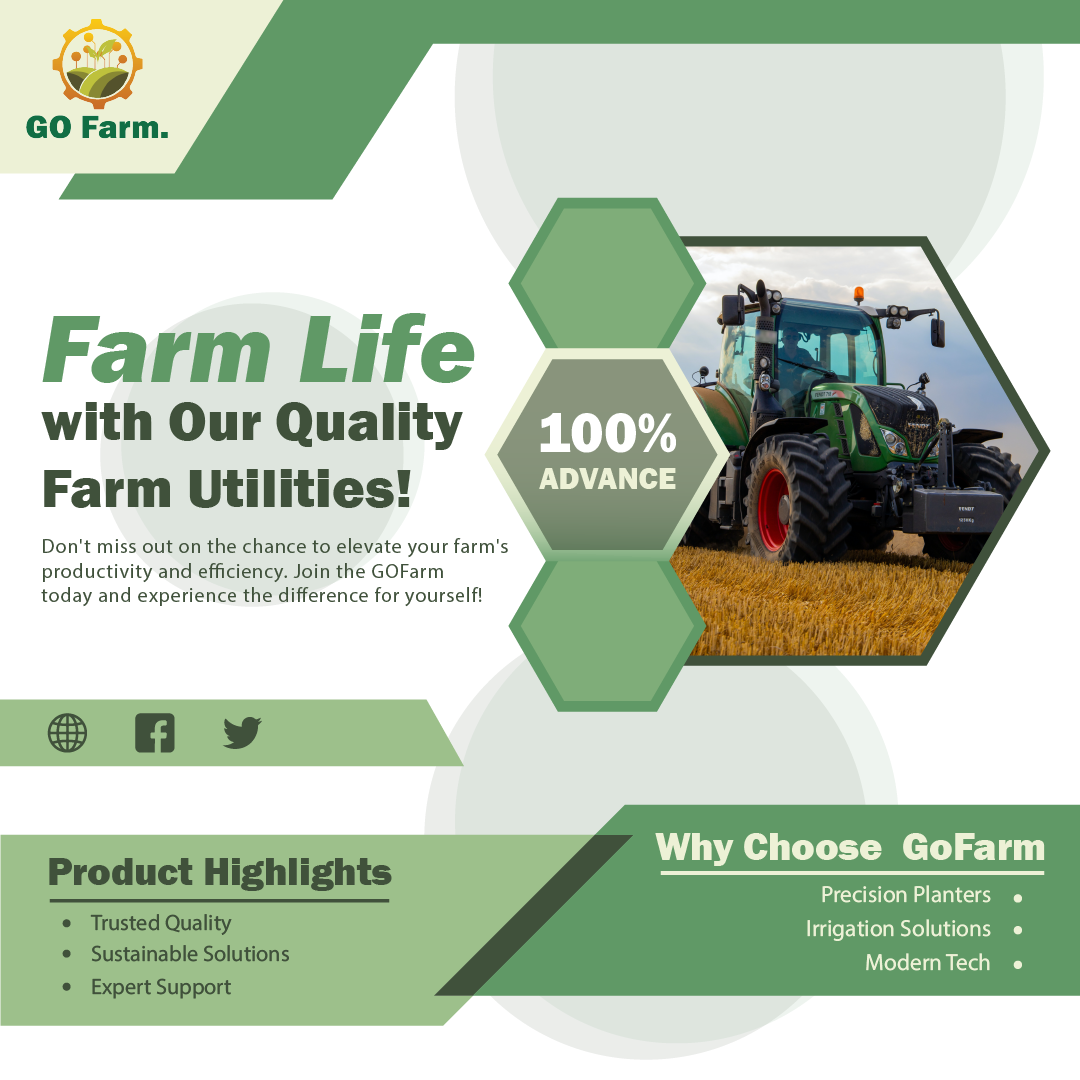 GO Farm.
Farm Life
with Our Quality
Farm Utilities!
Don't miss out on the chance to elevate your farm's
productivity and efficiency. Join the GOFarm
today and experience the difference for yourself!
100%
ADVANCE
FENDT
FENDT
Product Highlights
• Trusted Quality
• Sustainable Solutions
• Expert Support
Why Choose  GoFarm
Precision Planters •
Irrigation Solutions •
Modern Tech •